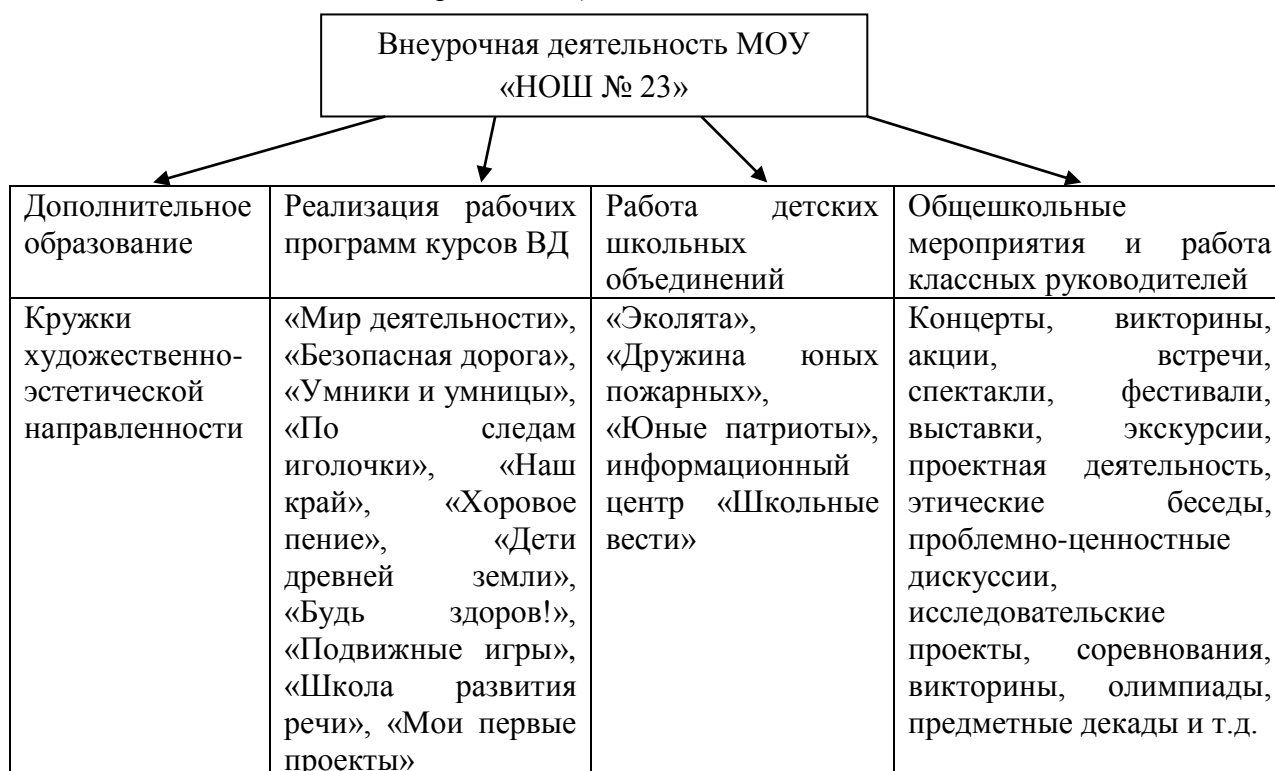 Внеурочная деятельность МОУ
«НОШ № 23»
Дополнительное
образование
Реализация рабочих
программ курсов ВД
Работа детских
школьных
объединений
Общешкольные
мероприятия и работа
классных руководителей
Кружки
художественно-
эстетической
направленности
«Мир деятельности»,
«Безопасная дорога»,
«Умники и умницы»,
«По следам
иголочки», «Наш
край», «Хоровое
пение», «Дети
древней земли»,
«Будь здоров!»,
«Подвижные игры»,
«Школа развития
речи», «Мои первые
проекты»
«Эколята»,
«Дружина юных
пожарных»,
«Юные патриоты»,
информационный
центр «Школьные
вести»
Концерты, викторины,
акции, встречи,
спектакли, фестивали,
выставки, экскурсии,
проектная деятельность,
этические беседы,
проблемно-ценностные
дискуссии,
исследовательские
проекты, соревнования,
викторины, олимпиады,
предметные декады и т.д.